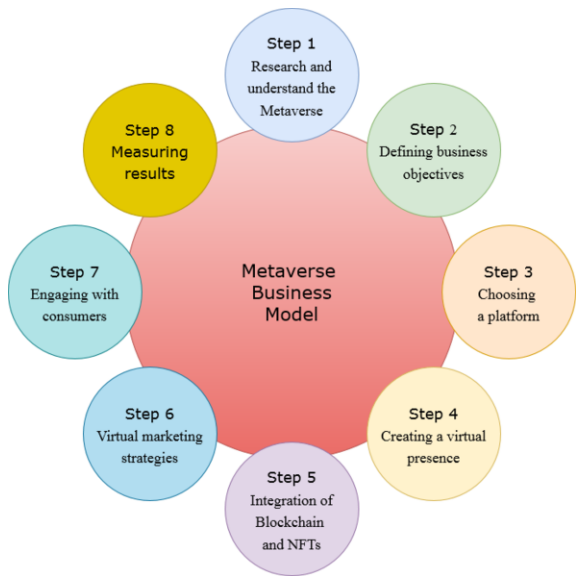 Step 1
Research and
understand the
Metaverse
Step 2
Defining business
objectives
Step 3
Choosing
a platform
Step 4
Creating a virtual
presence
Step 5
Integration of
Blockchain
and NFTs
Step 6
Virtual marketing
strategies
Step 7
Engaging with
consumers
Step 8
Measuring
results
Metaverse
Business
Model